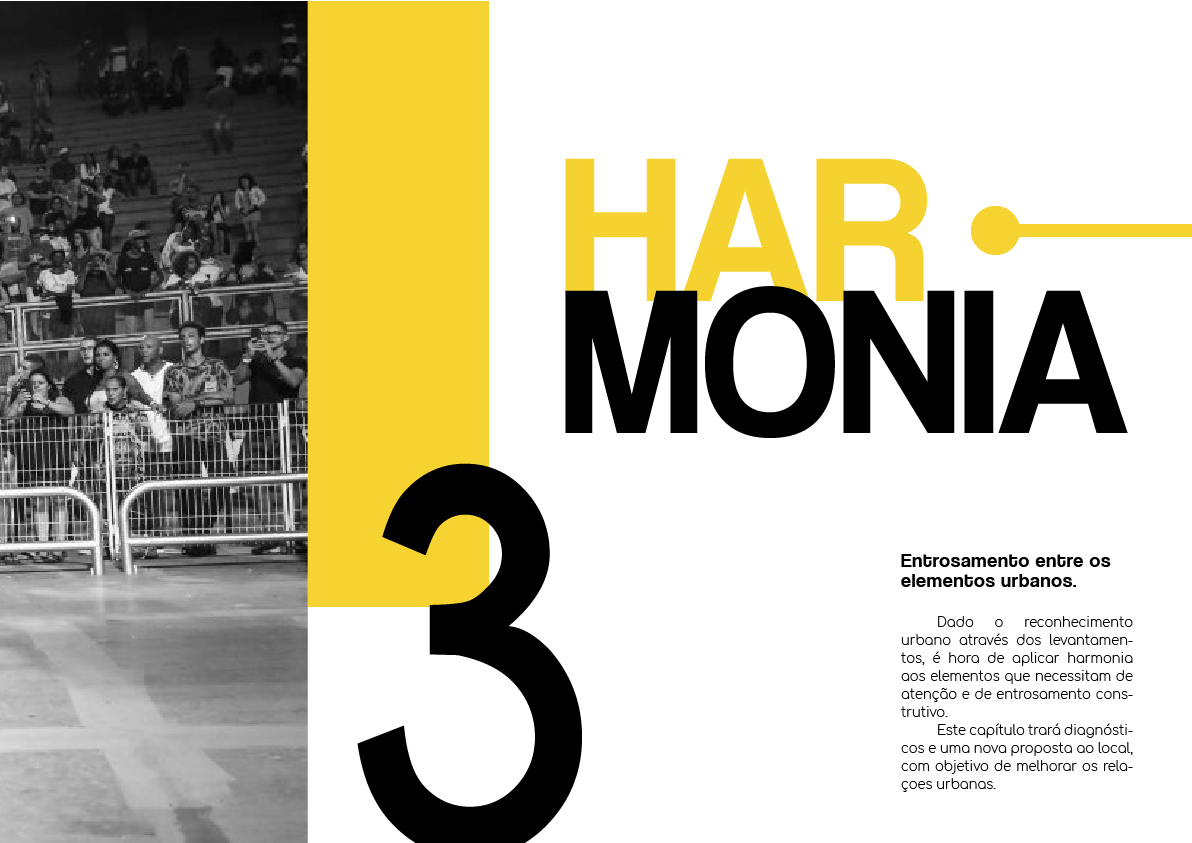 HAR
MONIA
3
Entrosamento entre os
elementos urbanos.
Dado o reconhecimento
urbano através dos levantamen-
tos, é hora de aplicar harmonia
aos elementos que necessitam de
atenção e de entrosamento cons-
trutivo.
Este capítulo trará diagnósti-
cos e uma nova proposta ao local,
com objetivo de melhorar os rela-
çoes urbanas.